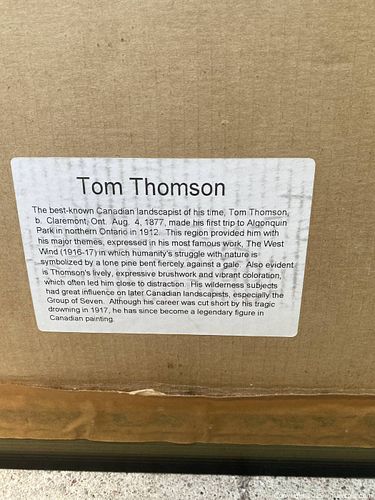 Tom Thomson
The best-known Canadian landscapist of his time, Tom Thomson,
b. Claremont, Ont. Aug. 4, 1877, made his first trip to Algonquin
Park in northern Ontario in 1912. This region provided him with
his major themes, expressed in his most famous work, The West
Wind (1916-17) in which humanity's struggle with nature is
symbolized by a lone pine bent fiercely against a gale. Also evident
is Thomson's lively, expressive brushwork and vibrant coloration,
which often led him close to distraction. His wilderness subjects
had great influence on later Canadian landscapists, especially the
Group of Seven. Although his career was cut short by his tragic
drowning in 1917, he has since become a legendary figure in
Canadian painting.